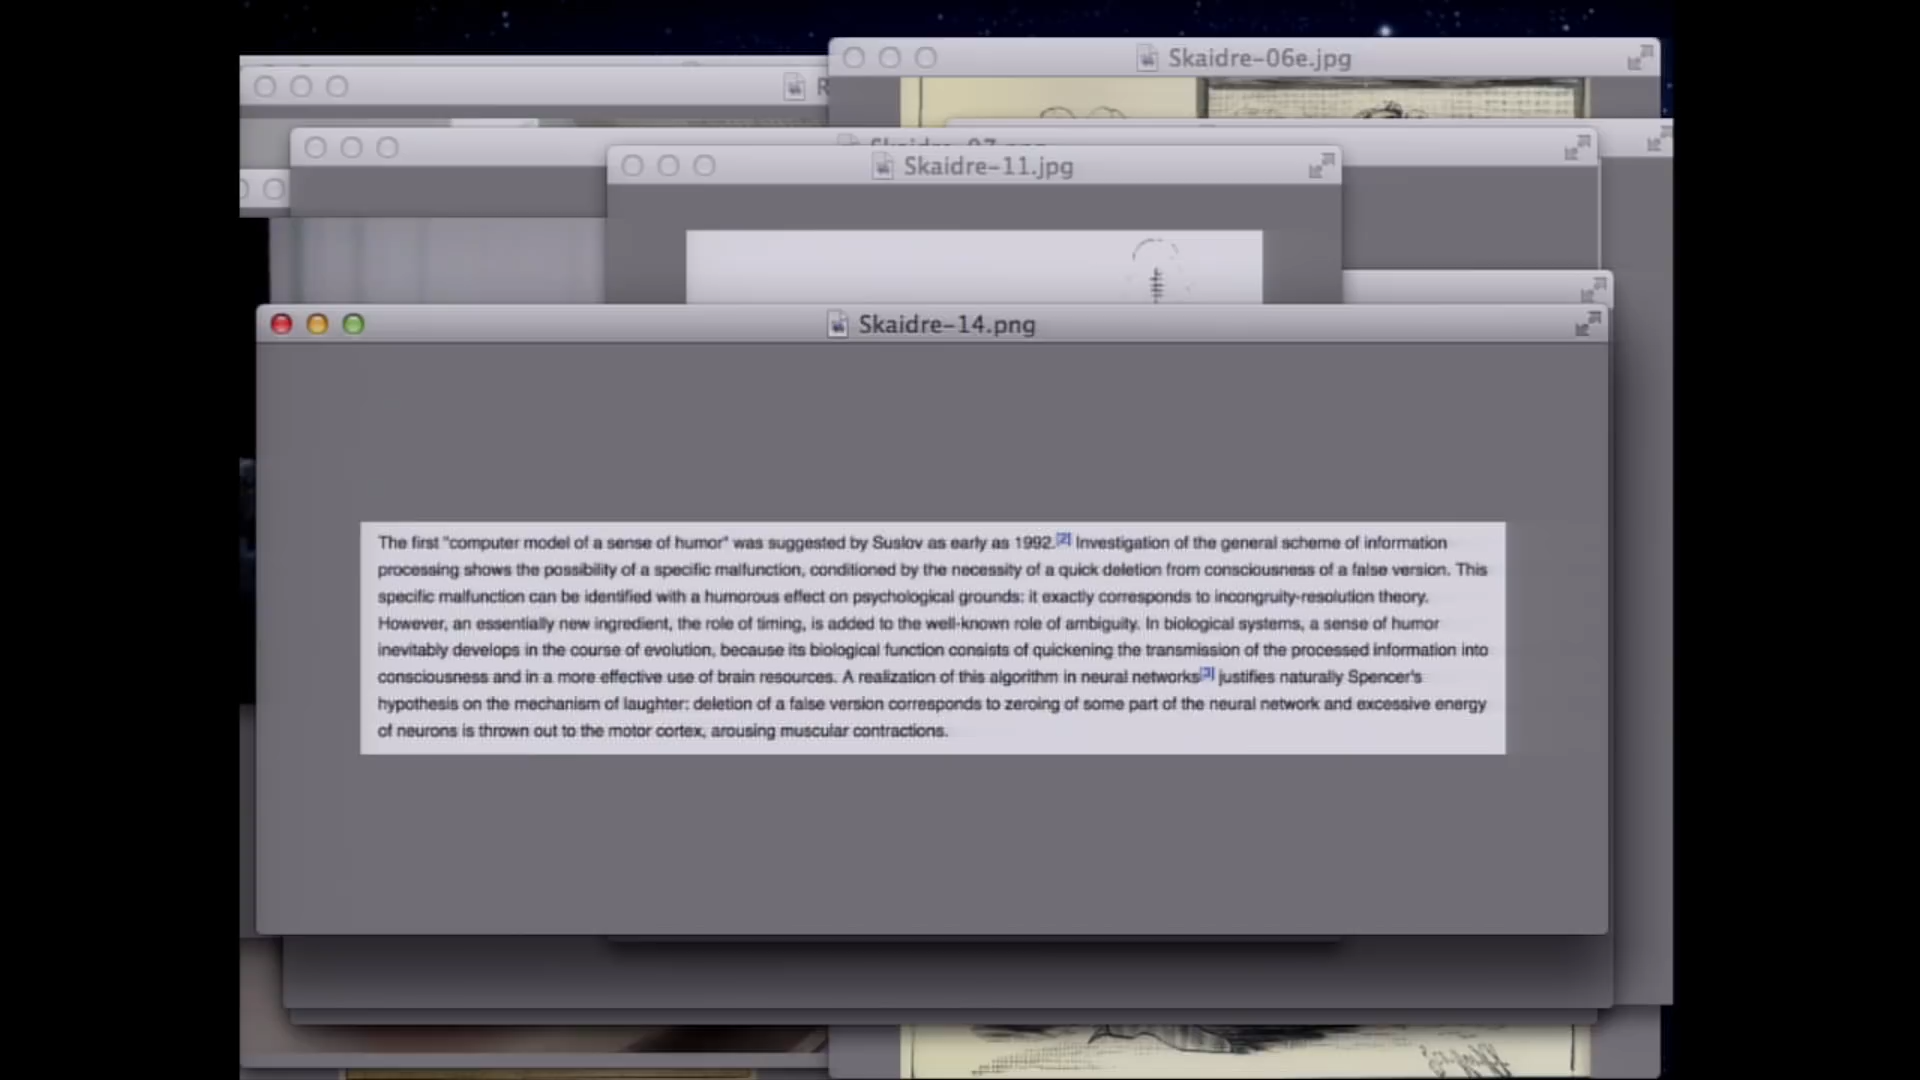 Skaidre-06e.jpg
R
Skaidre-07.png
Skaidre-11.jpg
Skaidre-14.png
The first "computer model of a sense of humor" was suggested by Suslov as early as 1992.[2] Investigation of the general scheme of information
processing shows the possibility of a specific malfunction, conditioned by the necessity of a quick deletion from consciousness of a false version. This
specific malfunction can be identified with a humorous effect on psychological grounds: it exactly corresponds to incongruity-resolution theory.
However, an essentially new ingredient, the role of timing, is added to the well-known role of ambiguity. In biological systems, a sense of humor
inevitably develops in the course of evolution, because its biological function consists of quickening the transmission of the processed information into
consciousness and in a more effective use of brain resources. A realization of this algorithm in neural networks[3] justifies naturally Spencer's
hypothesis on the mechanism of laughter: deletion of a false version corresponds to zeroing of some part of the neural network and excessive energy
of neurons is thrown out to the motor cortex, arousing muscular contractions.